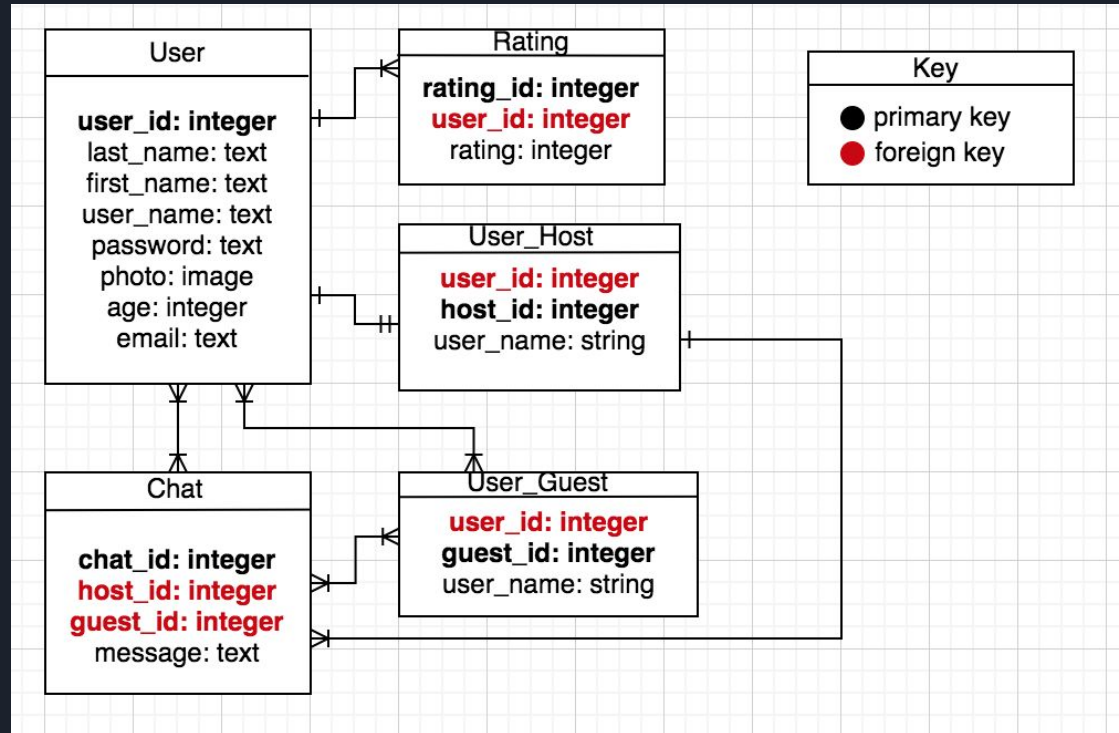 User
user_id: integer
last_name: text
first_name: text
user_name: text
password: text
photo: image
age: integer
email: text
Rating
rating_id: integer
user_id: integer
rating: integer
Key
primary key
foreign key
User_Host
user_id: integer
host_id: integer
user_name: string
Chat
chat_id: integer
host_id: integer
guest_id: integer
message: text
User_Guest
user_id: integer
guest_id: integer
user_name: string